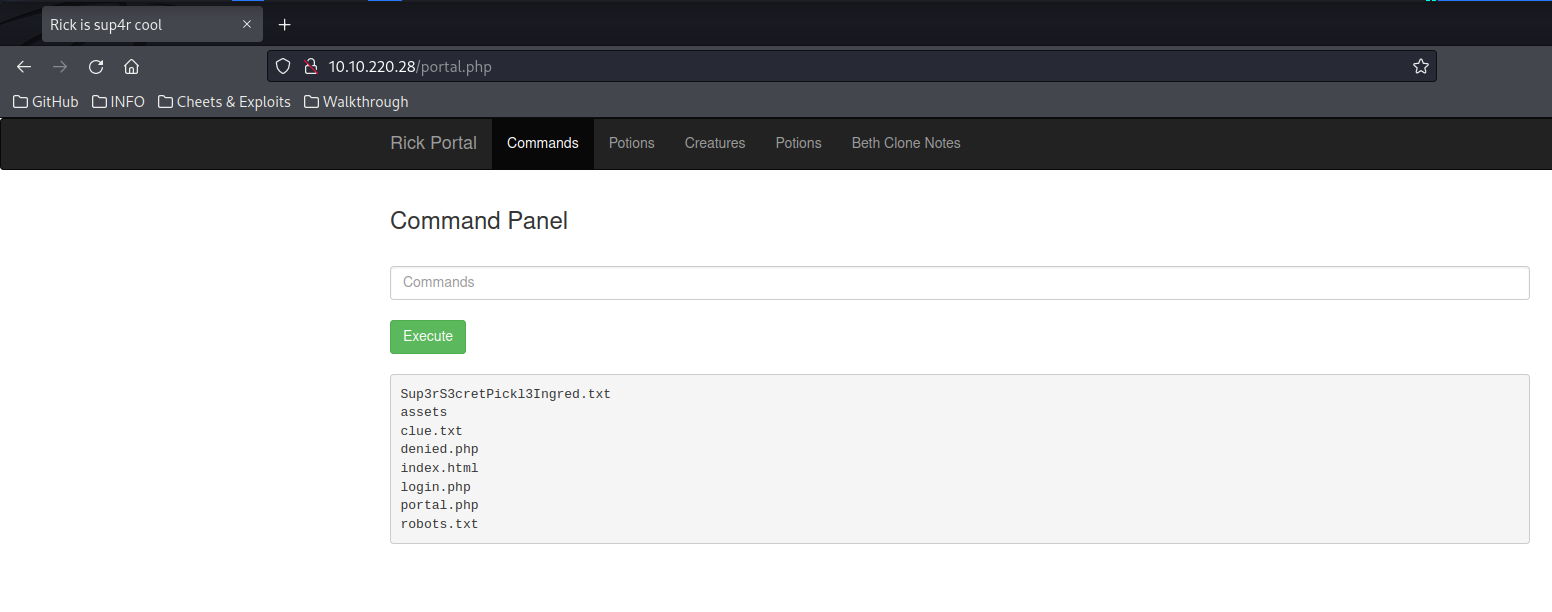 Rick is sup4r cool
10.10.220.28/portal.php
GitHub INFO Cheets & Exploits Walkthrough
Rick Portal Commands Potions Creatures Potions Beth Clone Notes
Command Panel
Commands
Execute
Sup3rS3cretPickl3Ingred.txt
assets
clue.txt
denied.php
index.html
login.php
portal.php
robots.txt